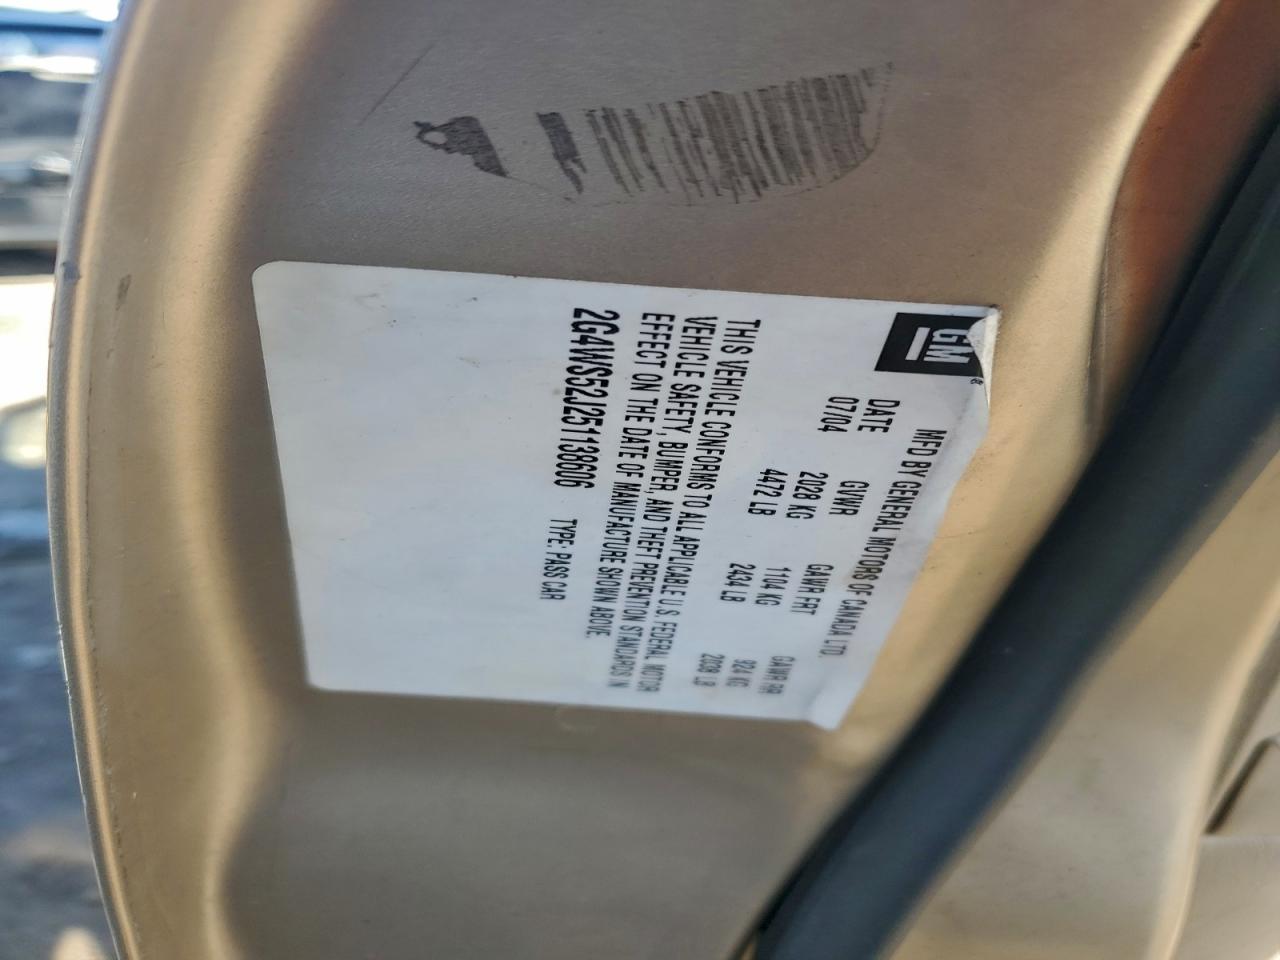 GM ®
MFD BY GENERAL MOTORS OF CANADA LTD.
DATE GVWR GAWR FRT GAWR RR
07/04 2028 KG 1104 KG 924 KG
4472 LB 2434 LB 2038 LB
THIS VEHICLE CONFORMS TO ALL APPLICABLE U.S. FEDERAL MOTOR
VEHICLE SAFETY, BUMPER, AND THEFT PREVENTION STANDARDS IN
EFFECT ON THE DATE OF MANUFACTURE SHOWN ABOVE.
2G4WS52J251138606 TYPE: PASS CAR